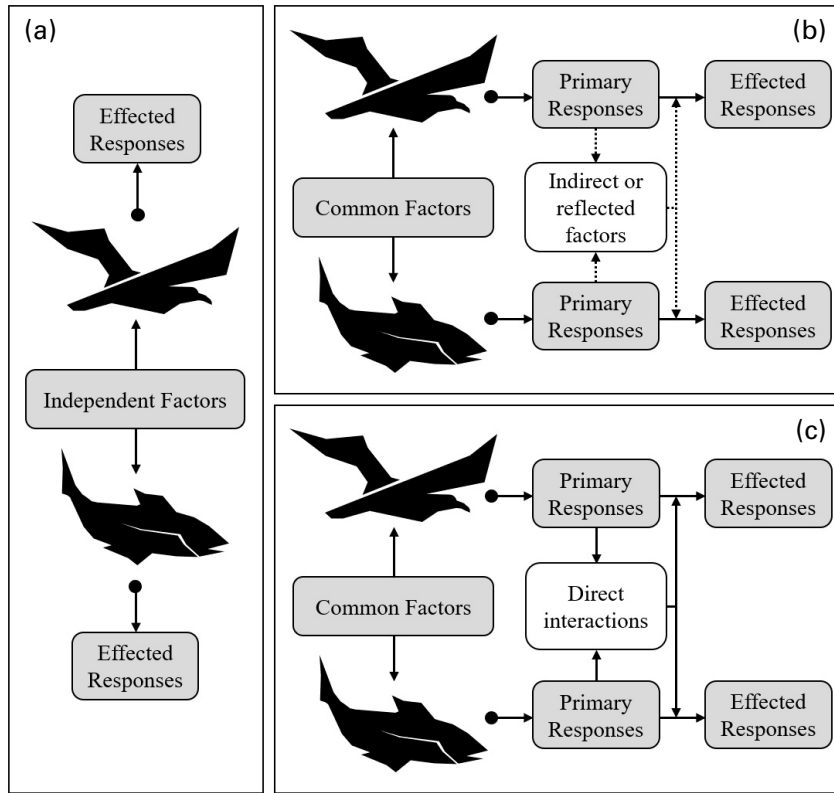 (a)
Effected
Responses
Independent Factors
Effected
Responses
(b)
Primary
Responses
Effected
Responses
Common Factors
Indirect or
reflected
factors
Primary
Responses
Effected
Responses
(c)
Primary
Responses
Effected
Responses
Common Factors
Direct
interactions
Primary
Responses
Effected
Responses